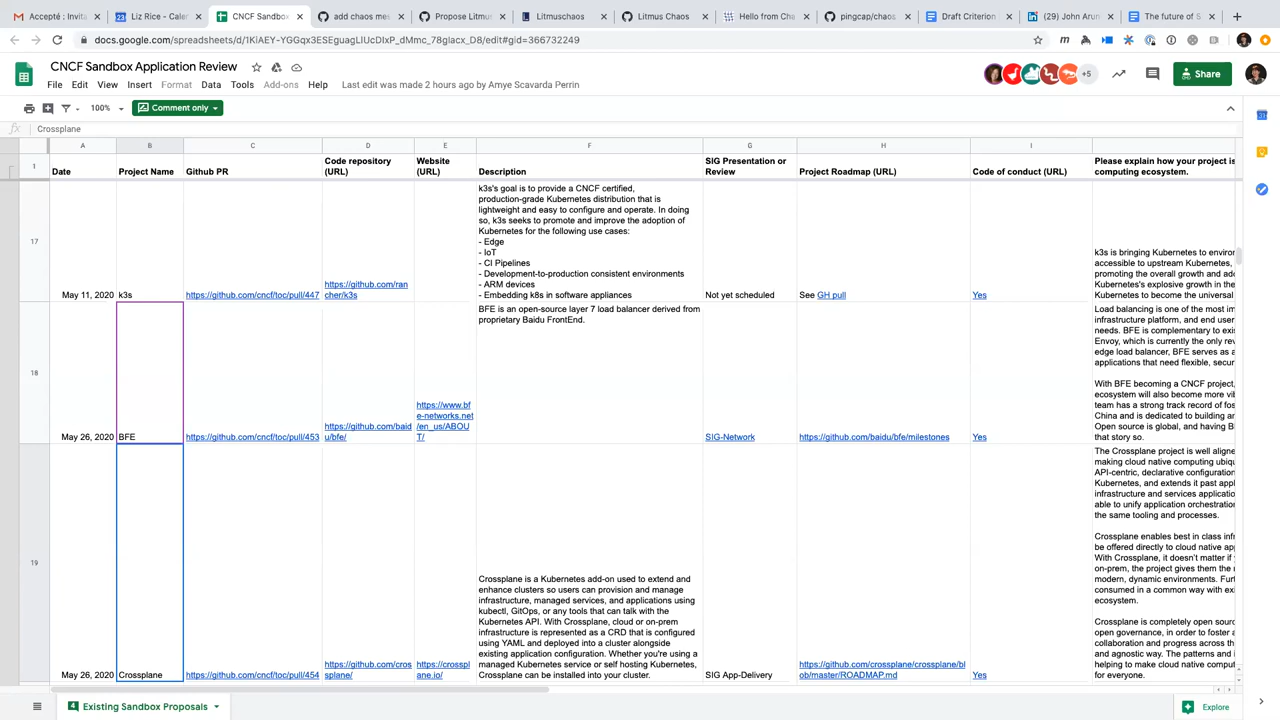 Accepté : Invita
Liz Rice - Calen
CNCF Sandbox
add chaos me
Propose Litmu
Litmuschaos
Litmus Chaos
Hello from Cha
pingcap/chaos
Draft Criterion
(29) John Arun
The future of S
docs.google.com/spreadsheets/d/1KiAEY-YGGqx3ESEguagLIUcDIxP_dMmc_78gIacx_D8/edit#gid=366732249
CNCF Sandbox Application Review
+5
Share
File Edit View Insert Format Data Tools Add-ons Help Last edit was made 2 hours ago by Amye Scavarda Perrin
100% Comment only
fx Crossplane
A B C D E F G H I
1
Date
Project Name
Github PR
Code repository
(URL)
Website
(URL)
Description
SIG Presentation or
Review
Project Roadmap (URL)
Code of conduct (URL)
Please explain how your project is
computing ecosystem.
17
May 11, 2020
k3s
https://github.com/cncf/toc/pull/447
https://github.com/ran
cher/k3s
k3s's goal is to provide a CNCF certified,
production-grade Kubernetes distribution that is
lightweight and easy to configure and operate. In doing
so, k3s seeks to promote and improve the adoption of
Kubernetes for the following use cases:
- Edge
- IoT
- CI Pipelines
- Development-to-production consistent environments
- ARM devices
- Embedding k8s in software appliances
Not yet scheduled
See GH pull
Yes
k3s is bringing Kubernetes to environ
accessible to upstream Kubernetes,
promoting the overall growth and ado
Kubernetes's explosive growth in the
Kubernetes to become the universal
18
May 26, 2020
BFE
https://github.com/cncf/toc/pull/453
https://github.com/baid
u/bfe/
https://www.bf
e-networks.net
/en_us/ABOU
T/
BFE is an open-source layer 7 load balancer derived from
proprietary Baidu FrontEnd.
SIG-Network
https://github.com/baidu/bfe/milestones
Yes
Load balancing is one of the most im
infrastructure platform, and end user
needs. BFE is complementary to exi
Envoy, which is currently the only rev
edge load balancer, BFE serves as a
applications that need flexible, secur
With BFE becoming a CNCF project,
ecosystem will also become more vib
team has a strong track record of fos
China and is dedicated to building an
Open source is global, and having B
that story so.
19
May 26, 2020
Crossplane
https://github.com/cncf/toc/pull/454
https://github.com/cros
splane/
https://crosspl
ane.io/
Crossplane is a Kubernetes add-on used to extend and
enhance clusters so users can provision and manage
infrastructure, managed services, and applications using
kubectl, GitOps, or any tools that can talk with the
Kubernetes API. With Crossplane, cloud or on-prem
infrastructure is represented as a CRD that is configured
using YAML and deployed into a cluster alongside
existing application configuration. Whether you're using a
managed Kubernetes service or self hosting Kubernetes,
Crossplane can be installed into your cluster.
SIG App-Delivery
https://github.com/crossplane/crossplane/bl
ob/master/ROADMAP.md
Yes
The Crossplane project is well aligne
making cloud native computing ubiqu
API-centric, declarative configuration
Kubernetes, and extends it past appl
infrastructure and services applicatio
able to unify application orchestration
the same tooling and processes.
Crossplane enables best in class infr
be offered directly to cloud native app
With Crossplane, it doesn't matter if y
on-prem, the project gives them the r
modern, dynamic environments. Furt
consumed in a common way with exi
ecosystem.
Crossplane is completely open sourc
open governance, in order to foster a
collaboration and progress across th
and agnostic way. The patterns and i
helping to make cloud native comput
for everyone.
4 Existing Sandbox Proposals
Explore